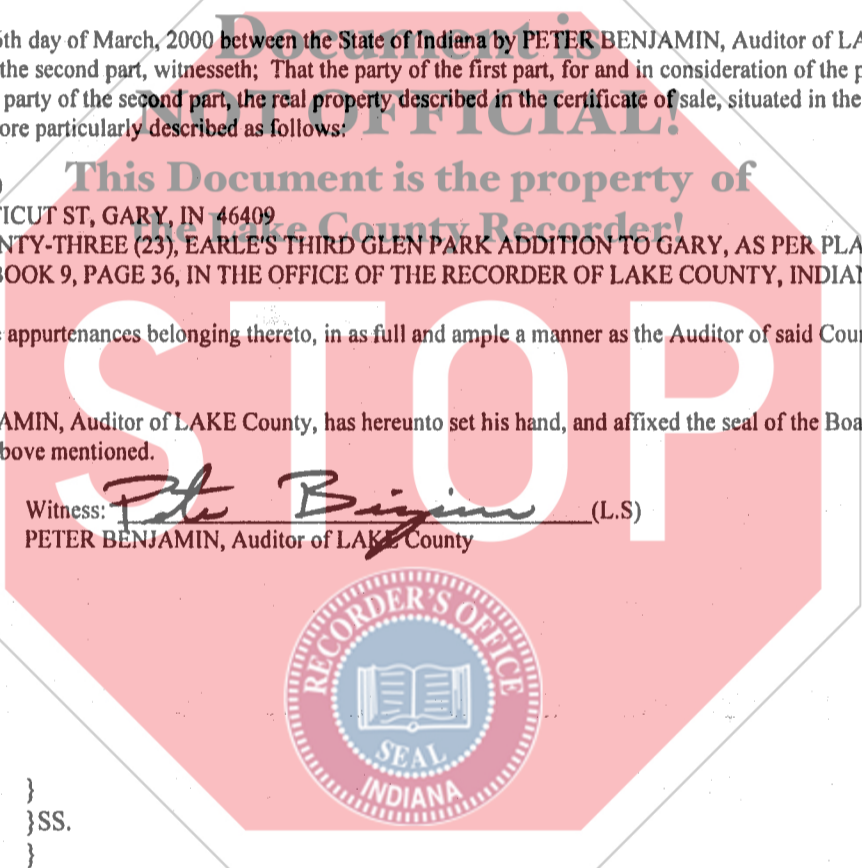 Document is
5th day of March, 2000 between the State of Indiana by PETER BENJAMIN, Auditor of LA
the second part, witnesseth; That the party of the first part, for and in consideration of the p
party of the second part, the real property described in the certificate of sale, situated in the
NOT OFFICIAL!
ore particularly described as follows:
This Document is the property of
ICUT ST, GARY, IN 46409
the Lake County Recorder!
NTY-THREE (23), EARLE'S THIRD GLEN PARK ADDITION TO GARY, AS PER PLA
BOOK 9, PAGE 36, IN THE OFFICE OF THE RECORDER OF LAKE COUNTY, INDIAN
appurtenances belonging thereto, in as full and ample a manner as the Auditor of said Coun
STOP
AMIN, Auditor of LAKE County, has hereunto set his hand, and affixed the seal of the Boa
bove mentioned.
Witness: (L.S)
PETER BENJAMIN, Auditor of LAKE County
RECORDER'S OFFICE
SEAL
INDIANA
}
}SS.
}